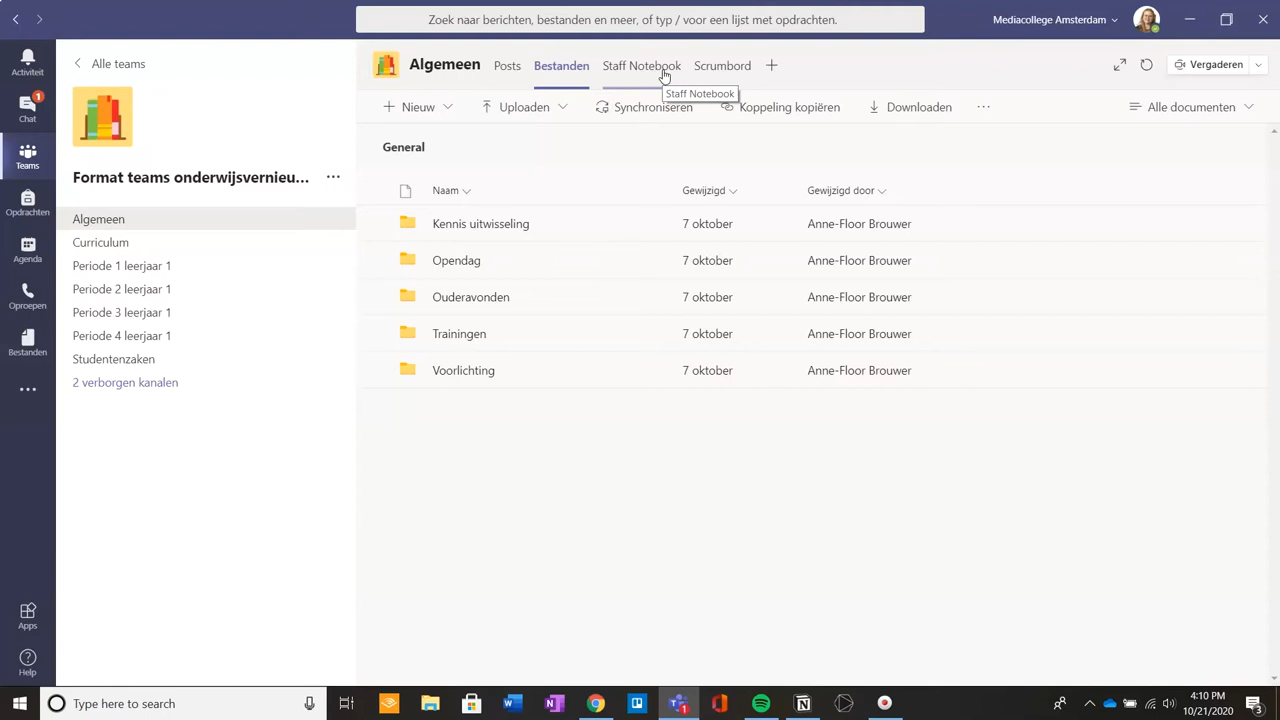 Zoek naar berichten, bestanden en meer, of typ / voor een lijst met opdrachten.
Mediacollege Amsterdam
Activiteit
1
Chat
Teams
Opdrachten
Agenda
Oproepen
Bestanden
Apps
Help
Alle teams
Format teams onderwijsvernieu...
Algemeen
Curriculum
Periode 1 leerjaar 1
Periode 2 leerjaar 1
Periode 3 leerjaar 1
Periode 4 leerjaar 1
Studentenzaken
2 verborgen kanalen
Algemeen Posts Bestanden Staff Notebook Scrumbord
Vergaderen
Staff Notebook
Nieuw Uploaden Synchroniseren Koppeling kopiëren Downloaden Alle documenten
General
Naam Gewijzigd Gewijzigd door
Kennis uitwisseling 7 oktober Anne-Floor Brouwer
Opendag 7 oktober Anne-Floor Brouwer
Ouderavonden 7 oktober Anne-Floor Brouwer
Trainingen 7 oktober Anne-Floor Brouwer
Voorlichting 7 oktober Anne-Floor Brouwer
Type here to search
4:10 PM
10/21/2020
3